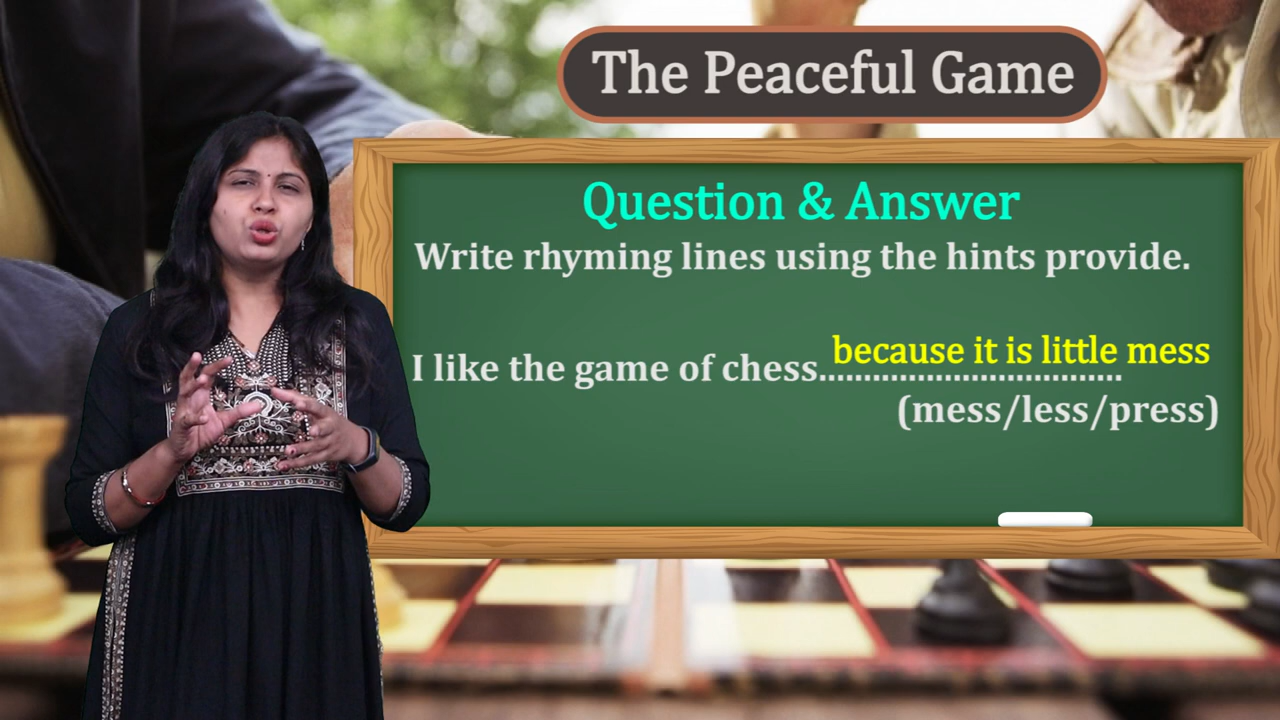 The Peaceful Game
Question & Answer
Write rhyming lines using the hints provide.
because it is little mess
I like the game of chess..................................
(mess/less/press)